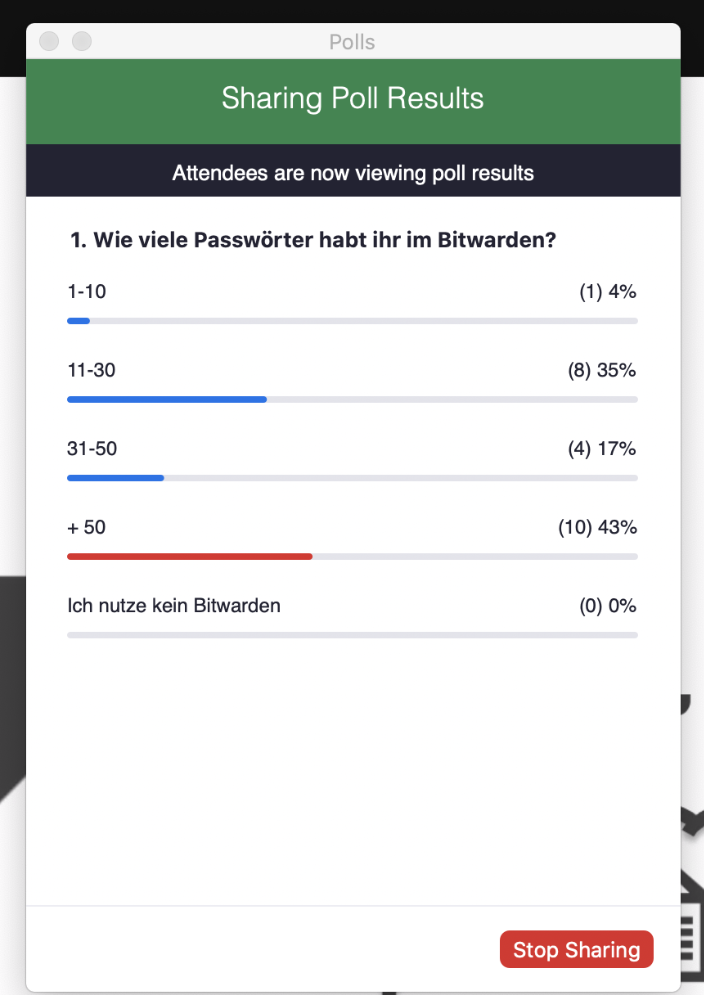 Polls
Sharing Poll Results
Attendees are now viewing poll results
1. Wie viele Passwörter habt ihr im Bitwarden?
1-10 (1) 4%
11-30 (8) 35%
31-50 (4) 17%
+ 50 (10) 43%
Ich nutze kein Bitwarden (0) 0%
Stop Sharing